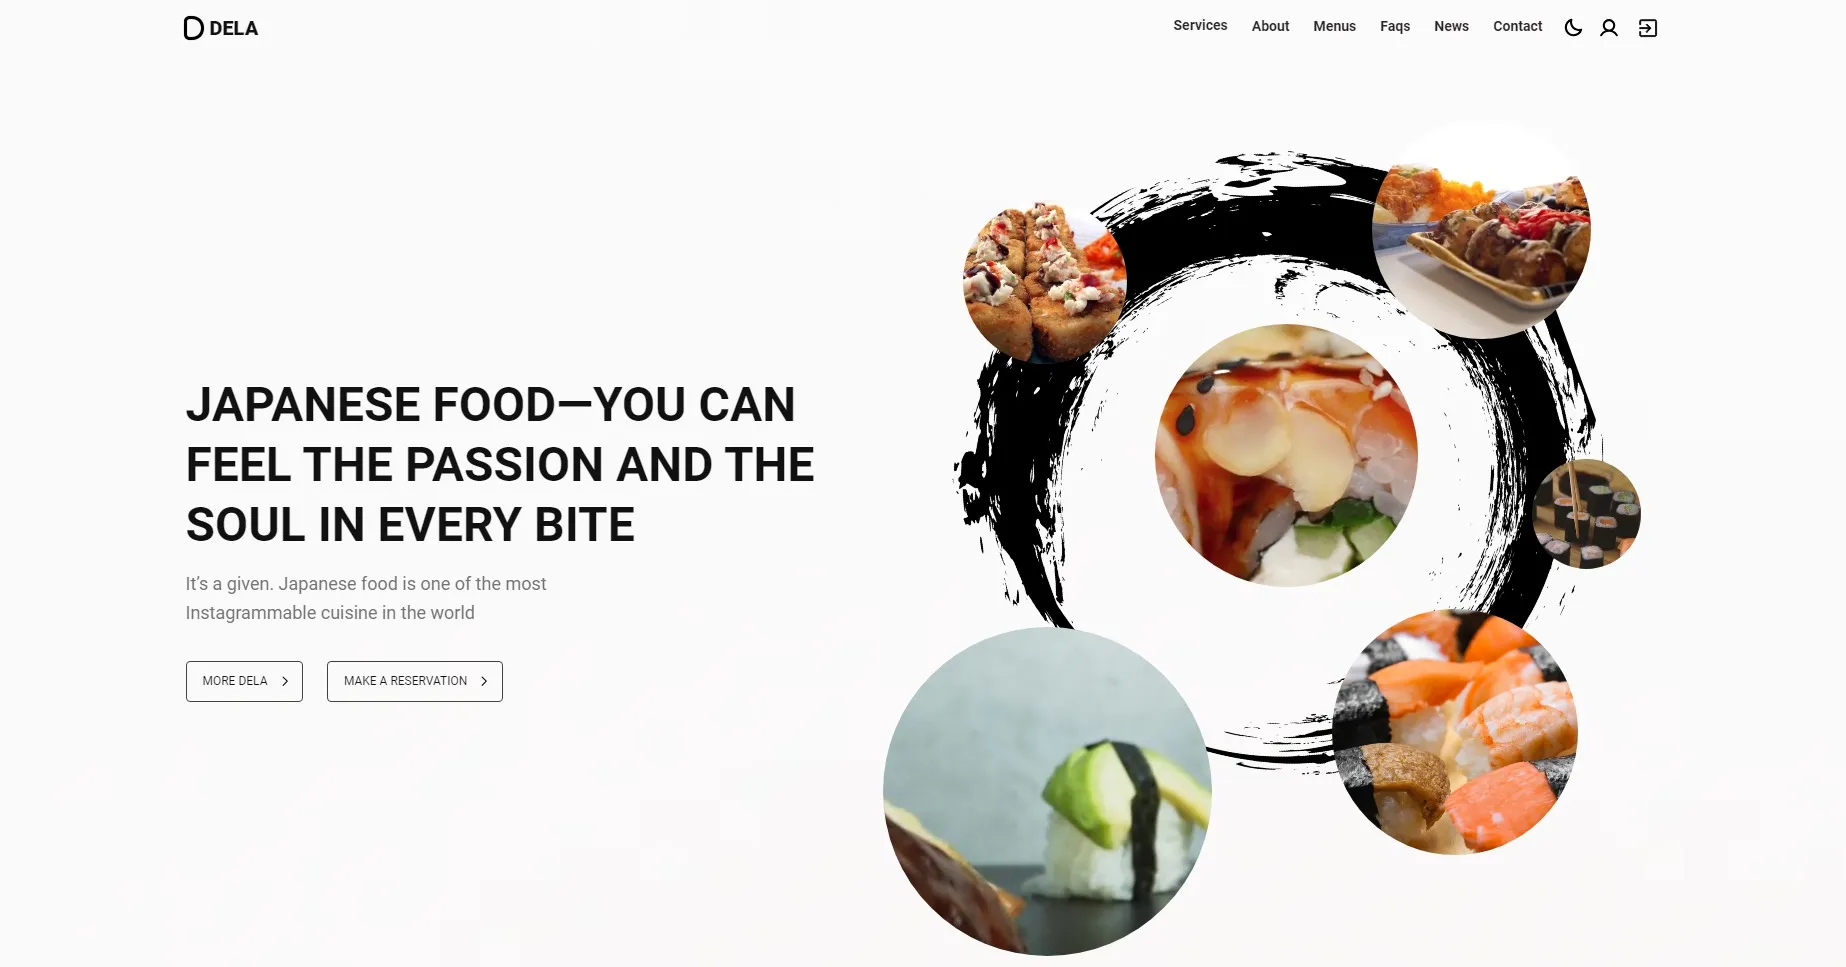 DELA
Services About Menus Faqs News Contact
JAPANESE FOOD—YOU CAN
FEEL THE PASSION AND THE
SOUL IN EVERY BITE
It’s a given. Japanese food is one of the most
Instagrammable cuisine in the world
MORE DELA
MAKE A RESERVATION